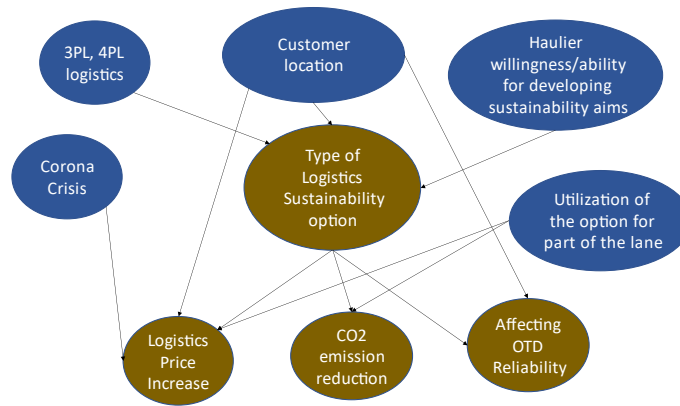 3PL, 4PL
logistics
Customer
location
Haulier
willingness/ability
for developing
sustainability aims
Type of
Logistics
Sustainability
option
Corona
Crisis
Utilization of
the option for
part of the lane
Logistics
Price
Increase
CO2
emission
reduction
Affecting
OTD
Reliability